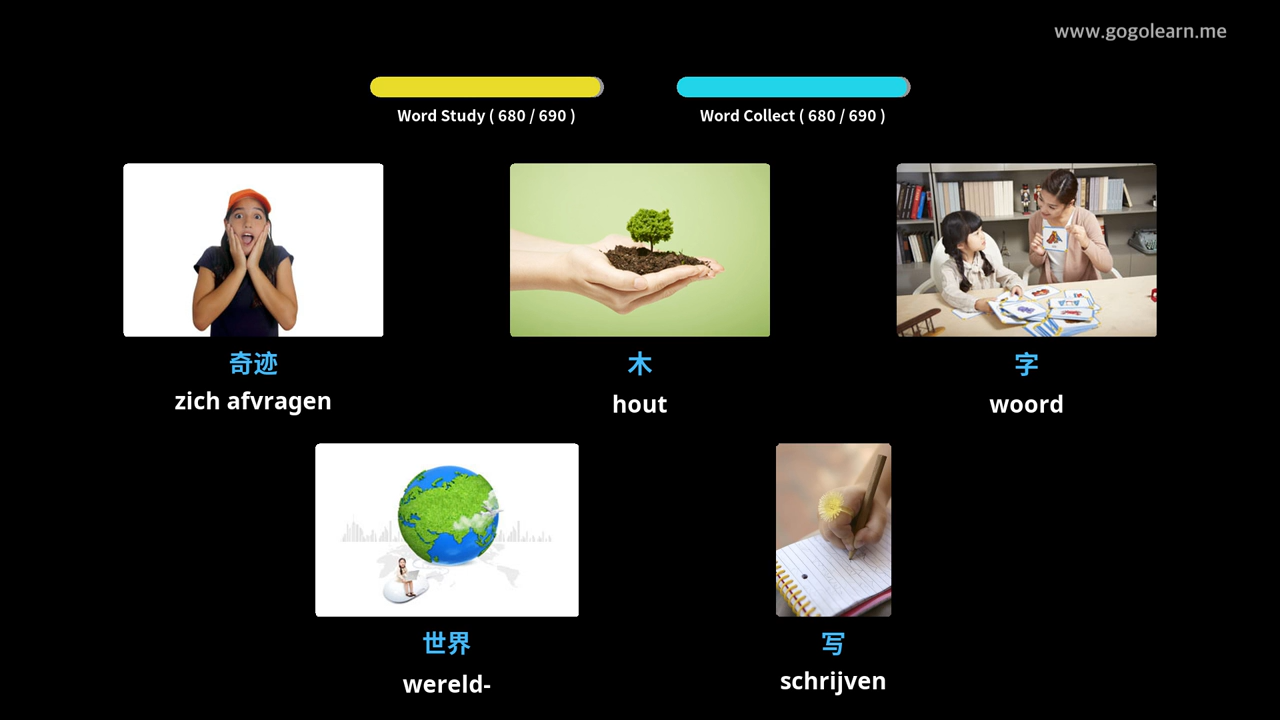 www.gogolearn.me
Word Study ( 680 / 690 )
Word Collect ( 680 / 690 )
奇迹
zich afvragen
木
hout
字
woord
世界
wereld-
写
schrijven